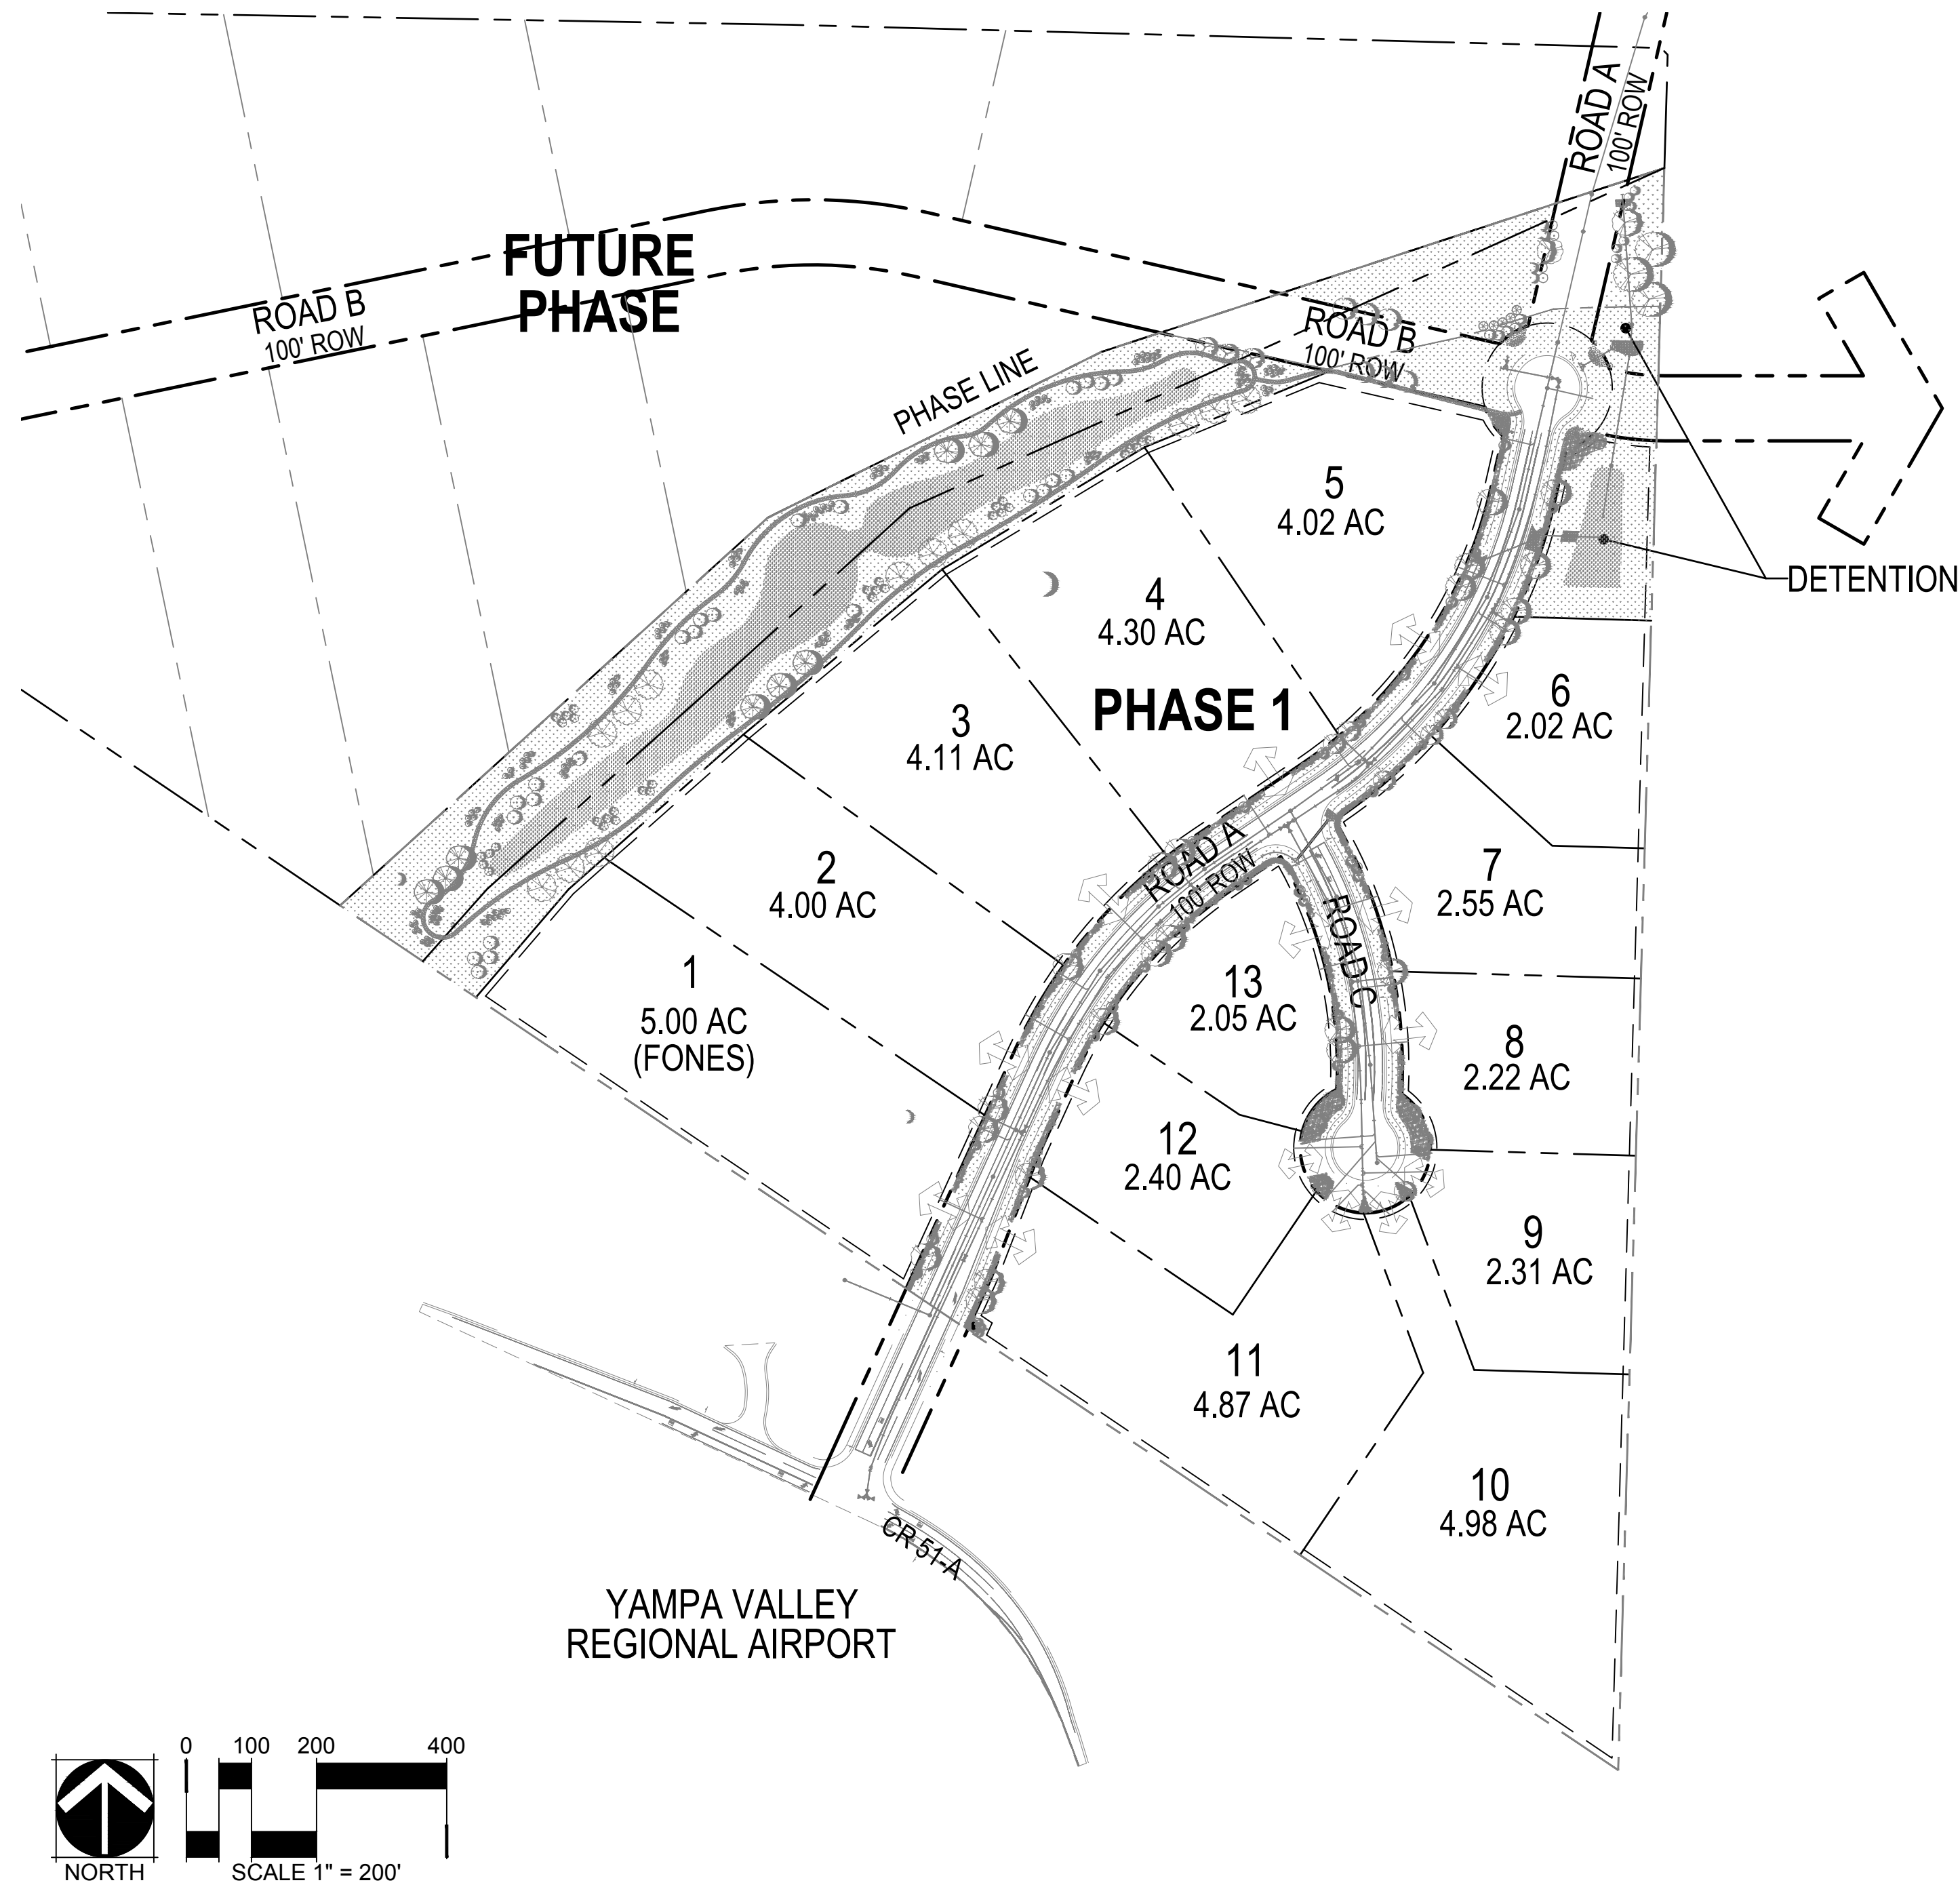 ROAD A
100' ROW
FUTURE
PHASE
ROAD B
100' ROW
ROAD B
100' ROW
PHASE LINE
5
4.02 AC
DETENTION
4
4.30 AC
PHASE 1
6
2.02 AC
3
4.11 AC
ROAD A
100' ROW
7
2.55 AC
2
4.00 AC
ROAD C
1
5.00 AC
(FONES)
13
2.05 AC
8
2.22 AC
12
2.40 AC
9
2.31 AC
11
4.87 AC
10
4.98 AC
CR 51-A
YAMPA VALLEY
REGIONAL AIRPORT
0 100 200 400
NORTH
SCALE 1" = 200'